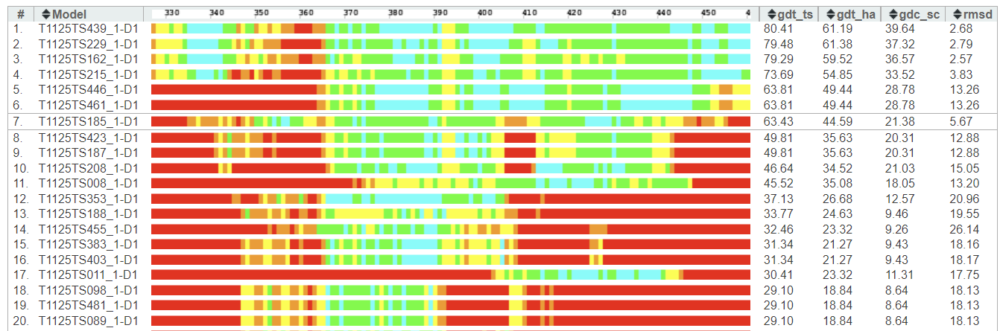 # Model 330 340 350 360 370 380 390 400 410 420 430 440 450 4 gdt_ts gdt_ha gdc_sc rmsd
1. T1125TS439_1-D1 80.41 61.19 39.64 2.68
2. T1125TS229_1-D1 79.48 61.38 37.32 2.79
3. T1125TS162_1-D1 79.29 59.52 36.57 2.57
4. T1125TS215_1-D1 73.69 54.85 33.52 3.83
5. T1125TS446_1-D1 63.81 49.44 28.78 13.26
6. T1125TS461_1-D1 63.81 49.44 28.78 13.26
7. T1125TS185_1-D1 63.43 44.59 21.38 5.67
8. T1125TS423_1-D1 49.81 35.63 20.31 12.88
9. T1125TS187_1-D1 49.81 35.63 20.31 12.88
10. T1125TS208_1-D1 46.64 34.52 21.03 15.05
11. T1125TS008_1-D1 45.52 35.08 18.05 13.20
12. T1125TS353_1-D1 37.13 26.68 12.57 20.96
13. T1125TS188_1-D1 33.77 24.63 9.46 19.55
14. T1125TS455_1-D1 32.46 23.32 9.26 26.14
15. T1125TS383_1-D1 31.34 21.27 9.43 18.16
16. T1125TS403_1-D1 31.34 21.27 9.43 18.17
17. T1125TS011_1-D1 30.41 23.32 11.31 17.75
18. T1125TS098_1-D1 29.10 18.84 8.64 18.13
19. T1125TS481_1-D1 29.10 18.84 8.64 18.13
20. T1125TS089_1-D1 29.10 18.84 8.64 18.13